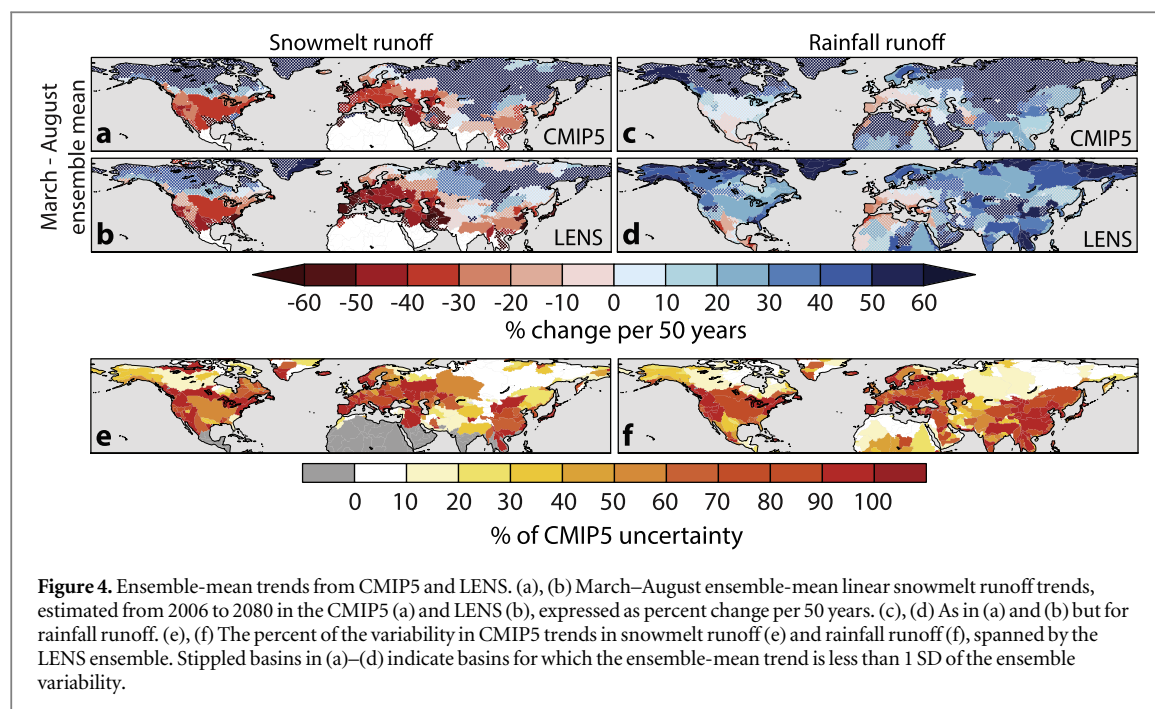 Snowmelt runoff
Rainfall runoff
March - August
ensemble mean
a
CMIP5
c
CMIP5
b
LENS
d
LENS
-60 -50 -40 -30 -20 -10 0 10 20 30 40 50 60
% change per 50 years
e
f
0 10 20 30 40 50 60 70 80 90 100
% of CMIP5 uncertainty
Figure 4. Ensemble-mean trends from CMIP5 and LENS. (a), (b) March–August ensemble-mean linear snowmelt runoff trends,
estimated from 2006 to 2080 in the CMIP5 (a) and LENS (b), expressed as percent change per 50 years. (c), (d) As in (a) and (b) but for
rainfall runoff. (e), (f) The percent of the variability in CMIP5 trends in snowmelt runoff (e) and rainfall runoff (f), spanned by the
LENS ensemble. Stippled basins in (a)–(d) indicate basins for which the ensemble-mean trend is less than 1 SD of the ensemble
variability.